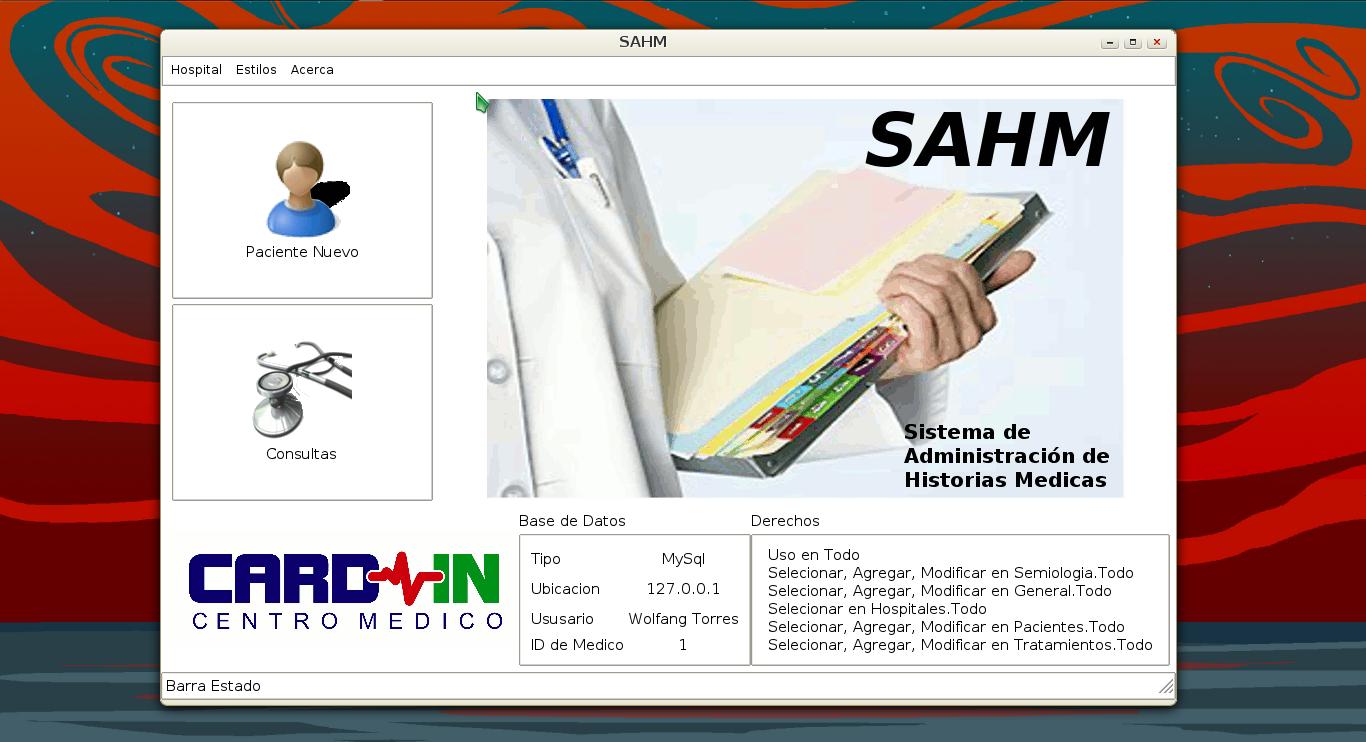 SAHM
Hospital Estilos Acerca
Paciente Nuevo
Consultas
SAHM
Sistema de
Administración de
Historias Medicas
CARDIN
CENTRO MEDICO
Base de Datos
Tipo MySql
Ubicacion 127.0.0.1
Ususario Wolfang Torres
ID de Medico 1
Derechos
Uso en Todo
Selecionar, Agregar, Modificar en Semiologia.Todo
Selecionar, Agregar, Modificar en General.Todo
Selecionar en Hospitales.Todo
Selecionar, Agregar, Modificar en Pacientes.Todo
Selecionar, Agregar, Modificar en Tratamientos.Todo
Barra Estado